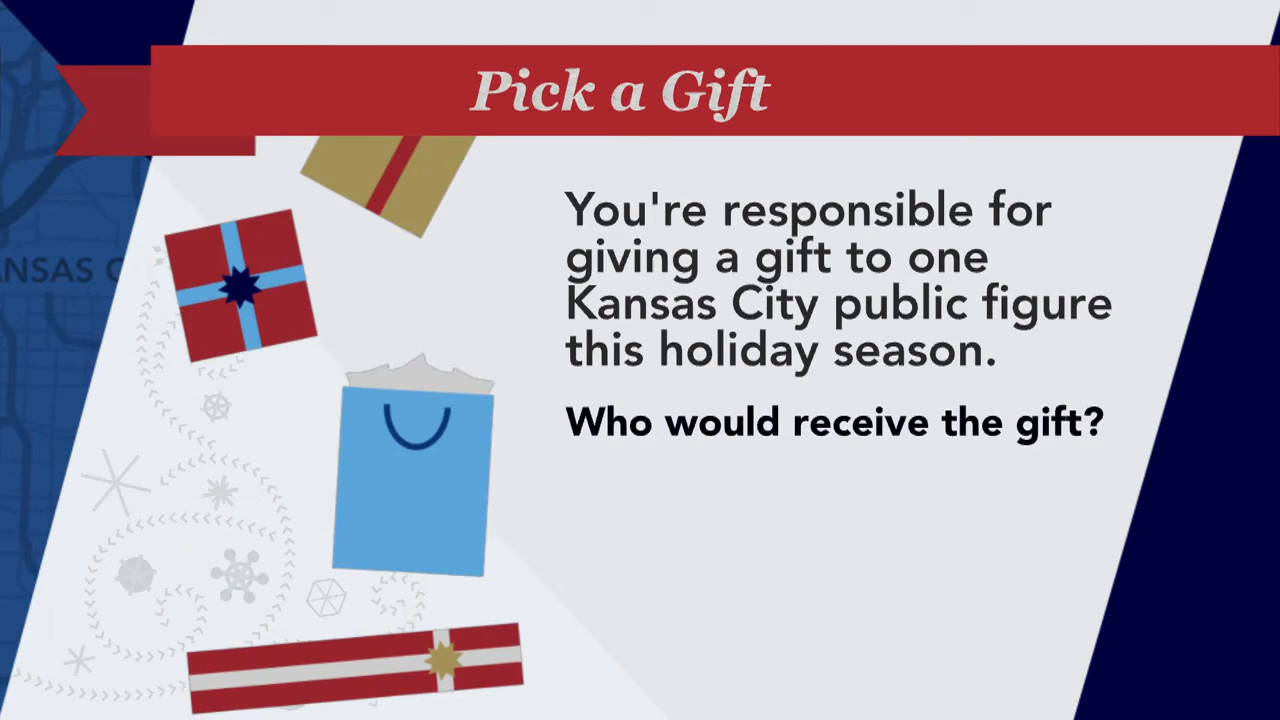 Pick a Gift
You're responsible for
giving a gift to one
Kansas City public figure
this holiday season.
Who would receive the gift?
ANSAS C